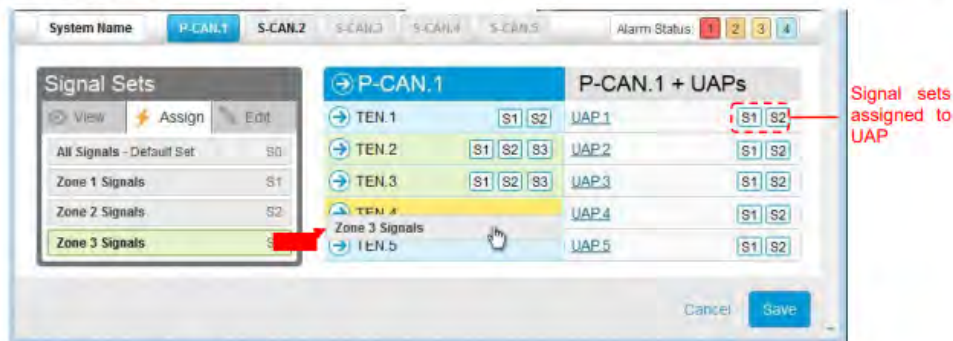 System Name P-CAN.1 S-CAN.2 S-CAN.3 S-CAN.4 S-CAN.5 Alarm Status: 1 2 3 4
Signal Sets
View Assign Edit
All Signals - Default Set S0
Zone 1 Signals S1
Zone 2 Signals S2
Zone 3 Signals
P-CAN.1 P-CAN.1 + UAPs
TEN.1 S1 S2 UAP 1 S1 S2
TEN.2 S1 S2 S3 UAP 2 S1 S2
TEN.3 S1 S2 S3 UAP 3 S1 S2
TEN.4 UAP 4 S1 S2
Zone 3 Signals
TEN.5 UAP 5 S1 S2
Cancel Save
Signal sets
assigned to
UAP